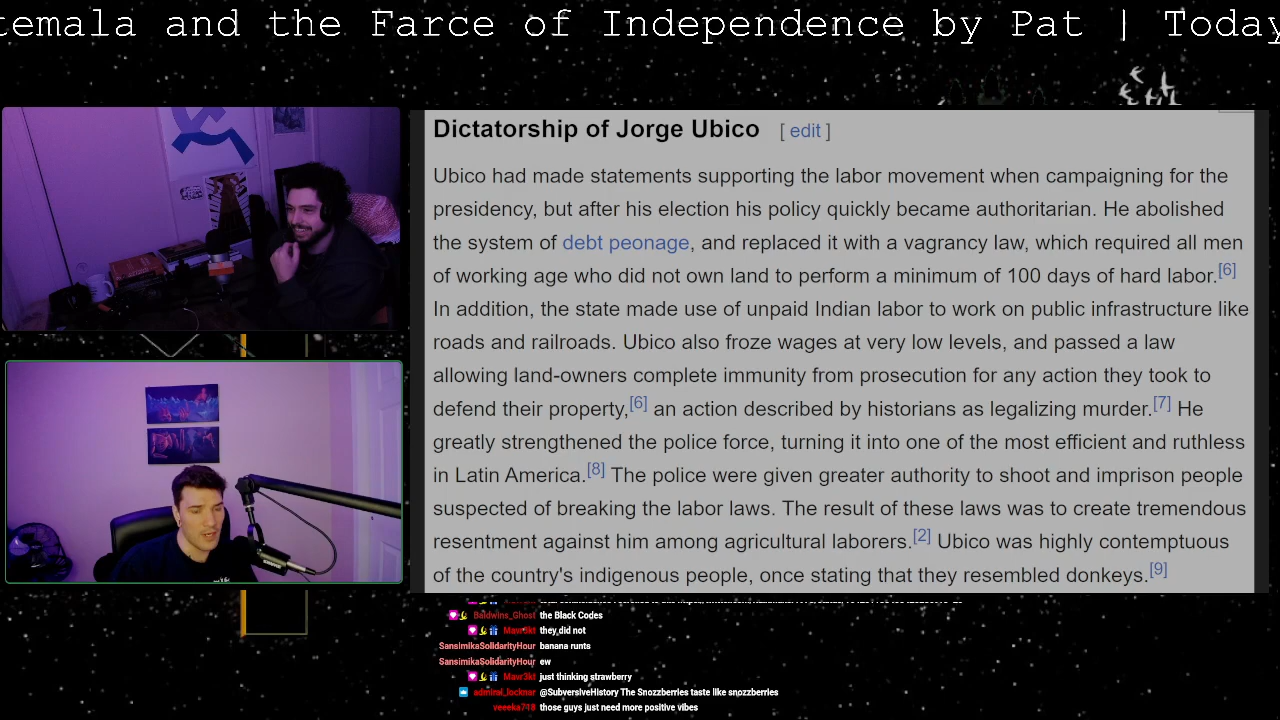 temala and the Farce of Independence by Pat | Today
Dictatorship of Jorge Ubico [ edit ]
Ubico had made statements supporting the labor movement when campaigning for the
presidency, but after his election his policy quickly became authoritarian. He abolished
the system of debt peonage, and replaced it with a vagrancy law, which required all men
of working age who did not own land to perform a minimum of 100 days of hard labor.[6]
In addition, the state made use of unpaid Indian labor to work on public infrastructure like
roads and railroads. Ubico also froze wages at very low levels, and passed a law
allowing land-owners complete immunity from prosecution for any action they took to
defend their property,[6] an action described by historians as legalizing murder.[7] He
greatly strengthened the police force, turning it into one of the most efficient and ruthless
in Latin America.[8] The police were given greater authority to shoot and imprison people
suspected of breaking the labor laws. The result of these laws was to create tremendous
resentment against him among agricultural laborers.[2] Ubico was highly contemptuous
of the country's indigenous people, once stating that they resembled donkeys.[9]
Baldwins_Ghost the Black Codes
Mavr3kt they did not
SansimikaSolidarityHour banana runts
SansimikaSolidarityHour ew
Mavr3kt just thinking strawberry
admiral_locknar @SubversiveHistory The Snozzberries taste like snozzberries
veeeka718 those guys just need more positive vibes